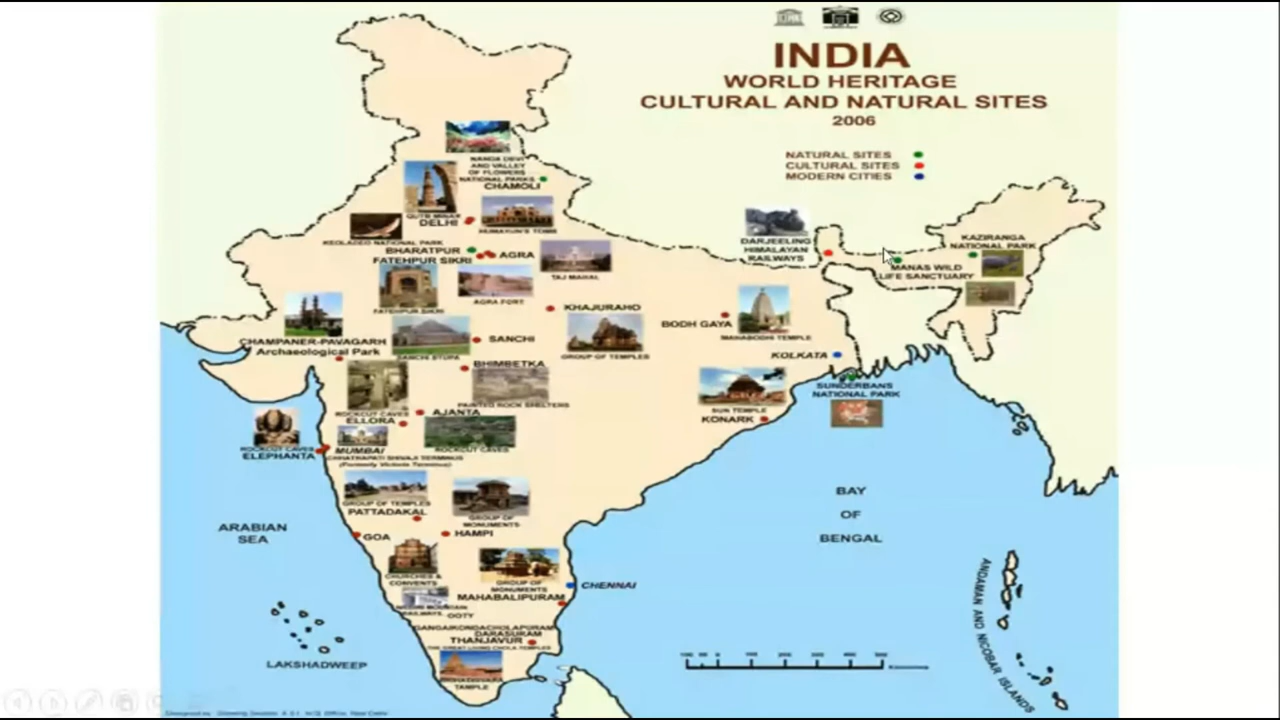 INDIA
WORLD HERITAGE
CULTURAL AND NATURAL SITES
2006
NATURAL SITES
CULTURAL SITES
MODERN CITIES
NANDA DEVI
AND VALLEY
OF FLOWERS
NATIONAL PARKS
CHAMOLI
QUTB MINAR
DELHI
HUMAYUN'S TOMB
KEOLADEO NATIONAL PARK
BHARATPUR
FATEHPUR SIKRI
AGRA
TAJ MAHAL
FATEHPUR SIKRI
AGRA FORT
DARJEELING
HIMALAYAN
RAILWAYS
KAZIRANGA
NATIONAL PARK
MANAS WILD
LIFE SANCTUARY
KHAJURAHO
GROUP OF TEMPLES
BODH GAYA
MAHABODHI TEMPLE
CHAMPANER-PAVAGARH
Archaeological Park
SANCHI
SANCHI STUPA
BHIMBETKA
PAINTED ROCK SHELTERS
KOLKATA
SUNDERBANS
NATIONAL PARK
SUN TEMPLE
KONARK
ROCKCUT CAVES
ELLORA
AJANTA
ROCKCUT CAVES
ROCKCUT CAVES
ELEPHANTA
MUMBAI
CHHATRAPATI SHIVAJI TERMINUS
(Formerly Victoria Terminus)
GROUP OF TEMPLES
PATTADAKAL
GROUP OF
MONUMENTS
HAMPI
GOA
CHURCHES &
CONVENTS
ARABIAN
SEA
BAY
OF
BENGAL
GROUP OF
MONUMENTS
MAHABALIPURAM
CHENNAI
MOUNTAIN
RAILWAYS
OOTY
GANGAIKONDACHOLAPURAM
DARASURAM
THANJAVUR
THE GREAT LIVING CHOLA TEMPLES
BRIHADISVARA
TEMPLE
LAKSHADWEEP
ANDAMAN AND NICOBAR ISLANDS